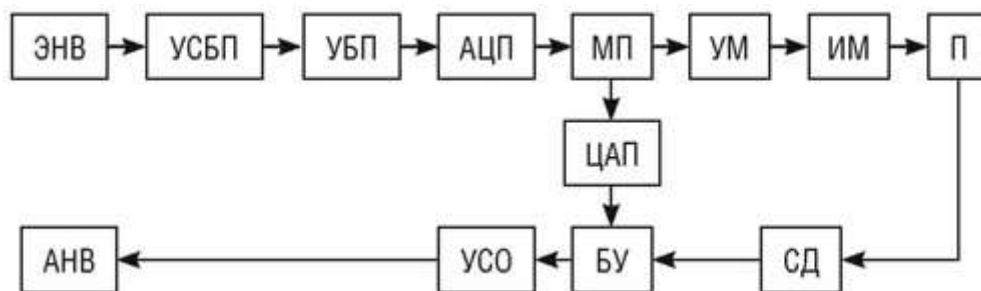 ЭНВ УСБП УБП АЦП МП УМ ИМ П
ЦАП
АНВ УСО БУ СД